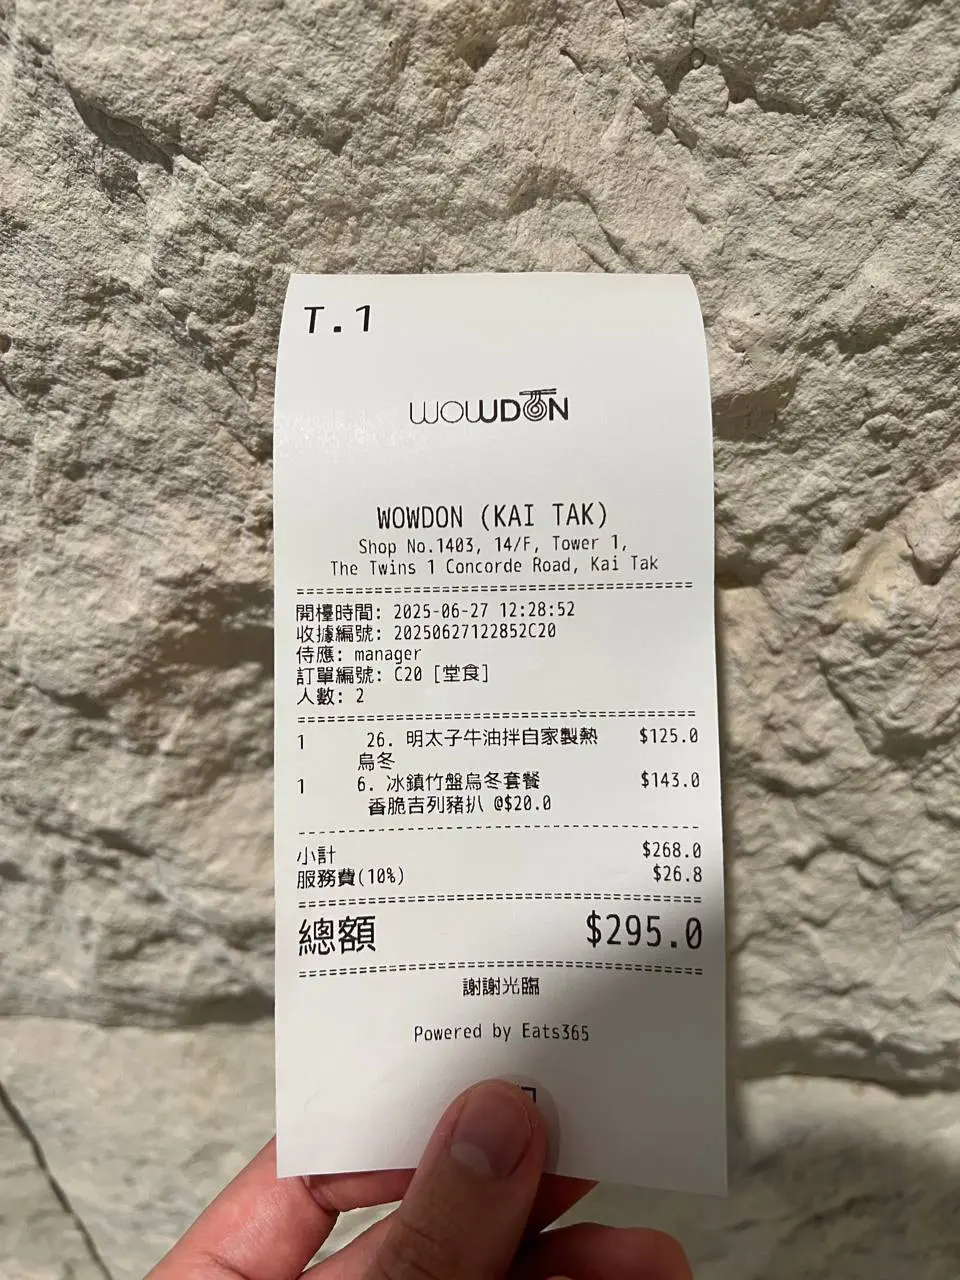 T.1
WOWDON
WOWDON (KAI TAK)
Shop No.1403, 14/F, Tower 1,
The Twins 1 Concorde Road, Kai Tak
開檯時間: 2025-06-27 12:28:52
收據編號: 20250627122852C20
侍應: manager
訂單編號: C20 [堂食]
人數: 2
1 26. 明太子牛油拌自家製熱 $125.0
烏冬
1 6. 冰鎮竹盤烏冬套餐 $143.0
香脆吉列豬扒 @$20.0
小計 $268.0
服務費(10%) $26.8
總額 $295.0
謝謝光臨
Powered by Eats365